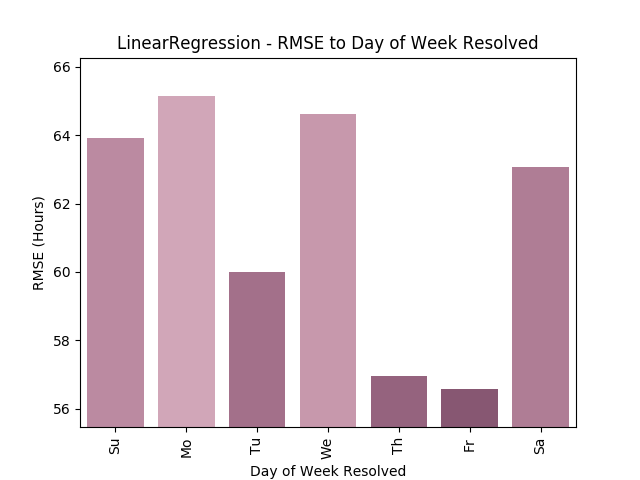 LinearRegression - RMSE to Day of Week Resolved
RMSE (Hours)
66
64
62
60
58
56
Su
Mo
Tu
We
Th
Fr
Sa
Day of Week Resolved